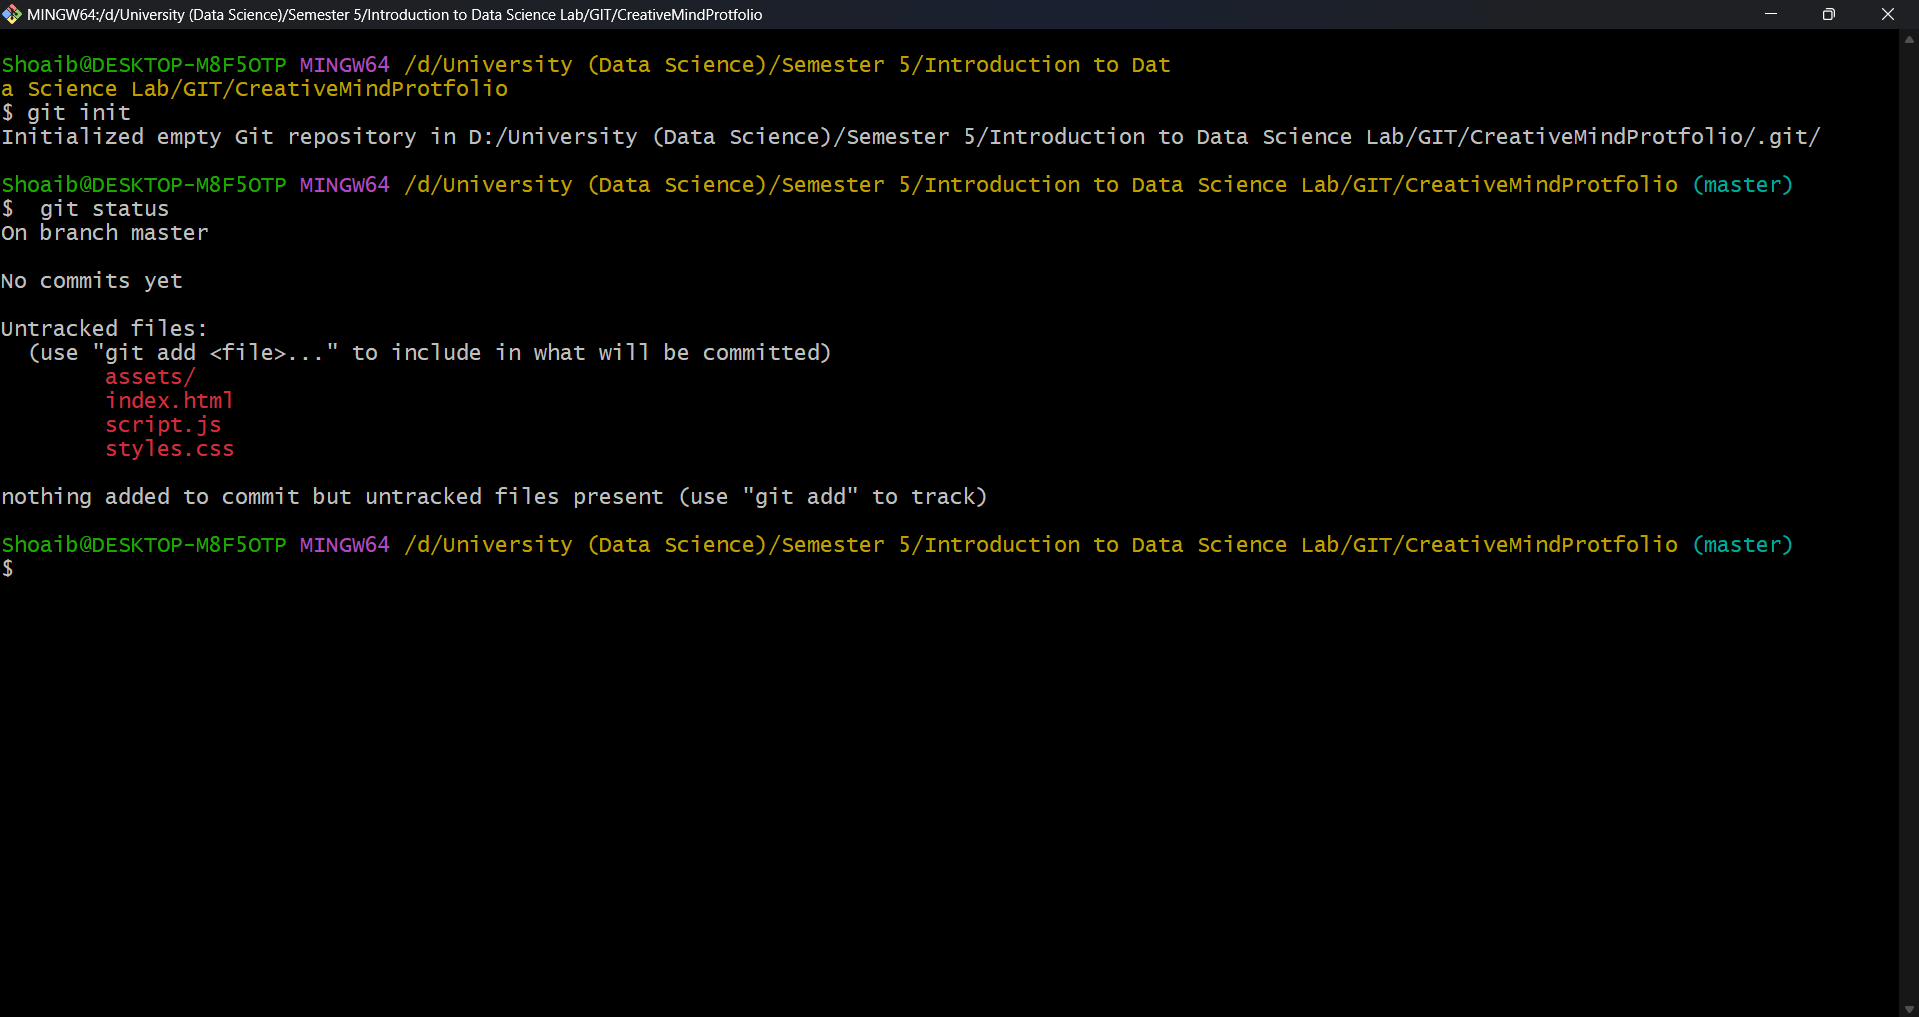 MINGW64:/d/University (Data Science)/Semester 5/Introduction to Data Science Lab/GIT/CreativeMindProtfolio
Shoaib@DESKTOP-M8F5OTP MINGW64 /d/University (Data Science)/Semester 5/Introduction to Dat
a Science Lab/GIT/CreativeMindProtfolio
$ git init
Initialized empty Git repository in D:/University (Data Science)/Semester 5/Introduction to Data Science Lab/GIT/CreativeMindProtfolio/.git/
Shoaib@DESKTOP-M8F5OTP MINGW64 /d/University (Data Science)/Semester 5/Introduction to Data Science Lab/GIT/CreativeMindProtfolio (master)
$  git status
On branch master
No commits yet
Untracked files:
  (use "git add <file>..." to include in what will be committed)
        assets/
        index.html
        script.js
        styles.css
nothing added to commit but untracked files present (use "git add" to track)
Shoaib@DESKTOP-M8F5OTP MINGW64 /d/University (Data Science)/Semester 5/Introduction to Data Science Lab/GIT/CreativeMindProtfolio (master)
$